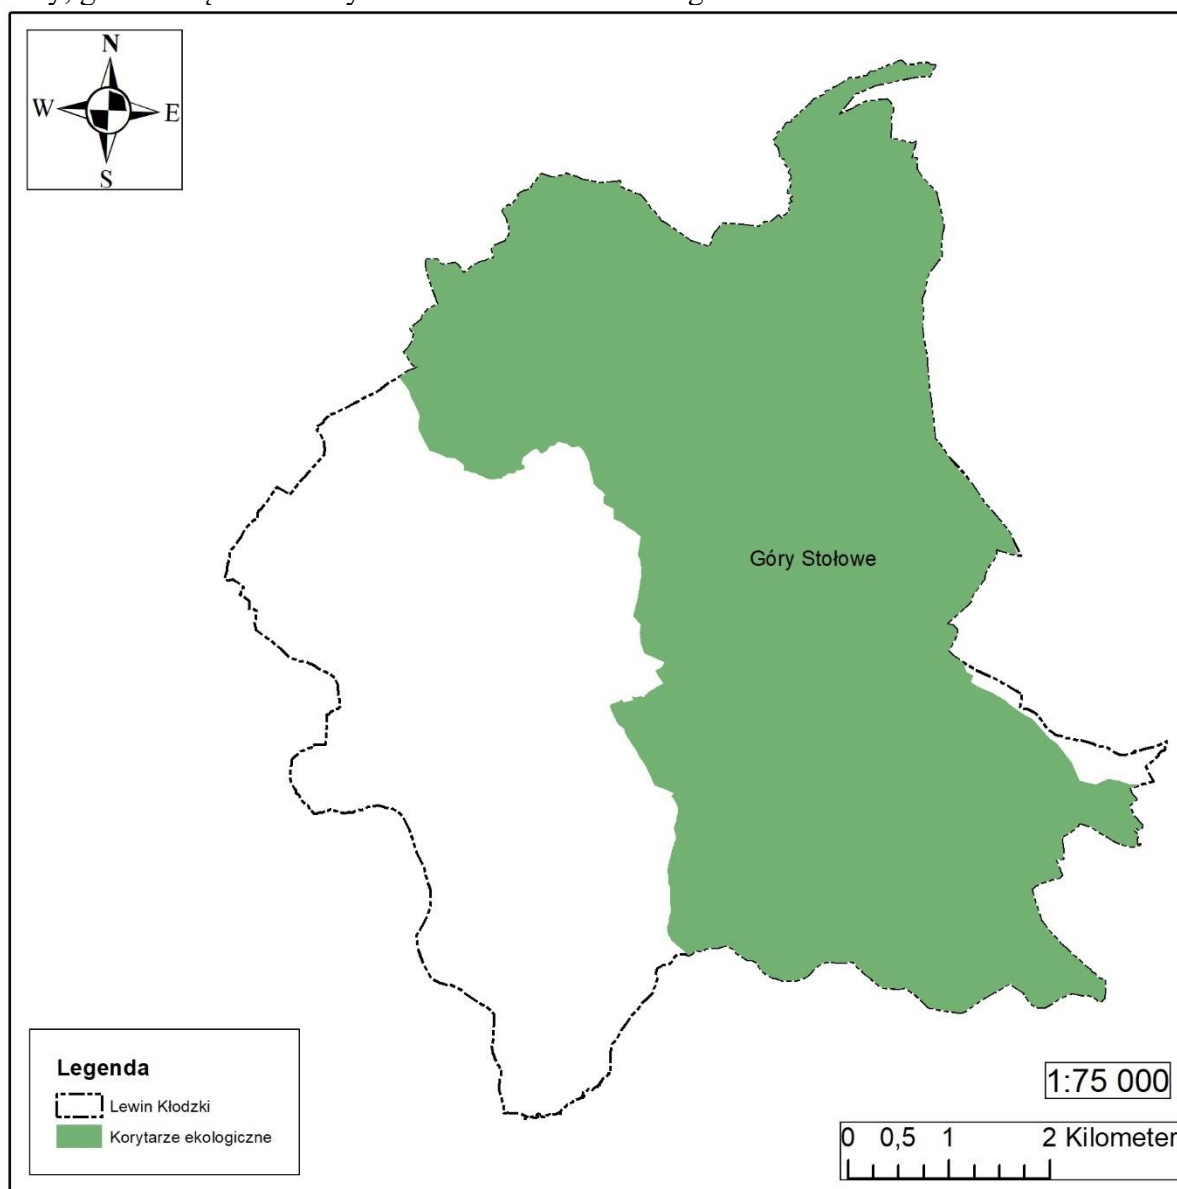 N
W E
S
Góry Stołowe
Legenda
Lewin Kłodzki
Korytarze ekologiczne
1:75 000
0 0,5 1 2 Kilometer